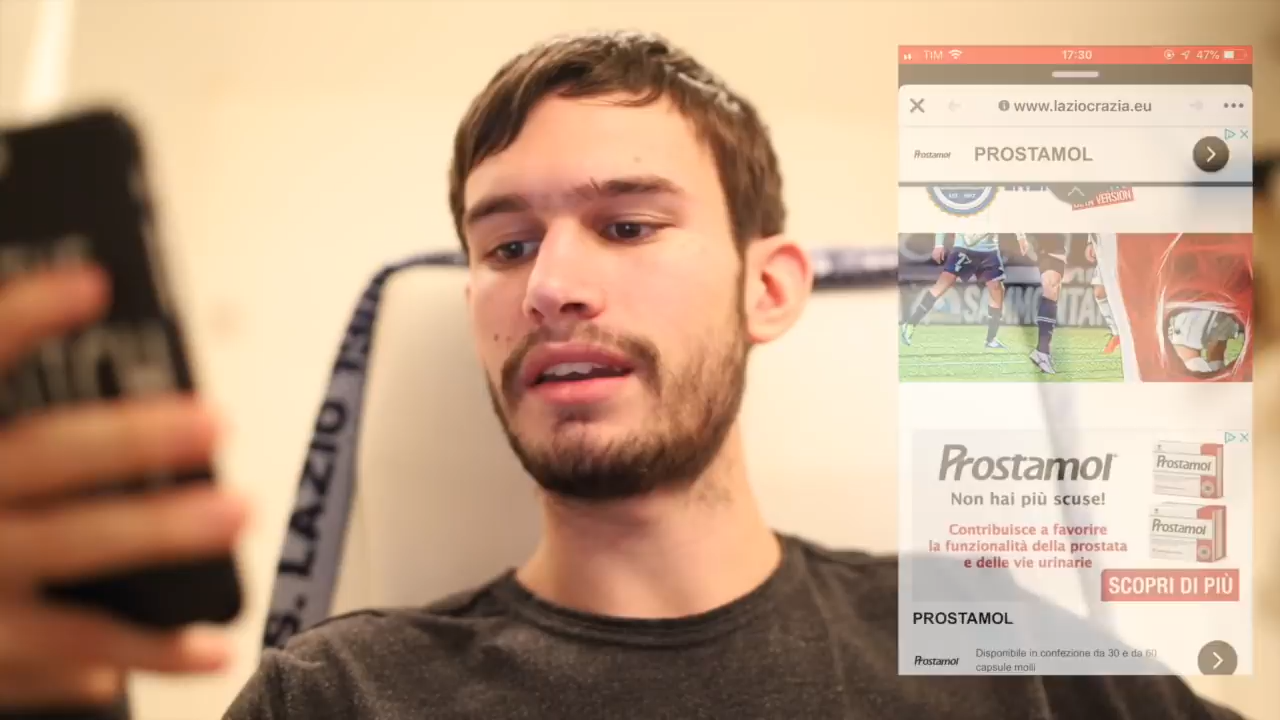 S. LAZIO
TIM
17:30
47%
www.laziocrazia.eu
Prostamol
PROSTAMOL
BETA VERSION
SAMMONTANA
Prostamol
Non hai più scuse!
Contribuisce a favorire
la funzionalità della prostata
e delle vie urinarie
Prostamol
Prostamol
SCOPRI DI PIÙ
PROSTAMOL
Prostamol
Disponibile in confezione da 30 e da 60
capsule molli